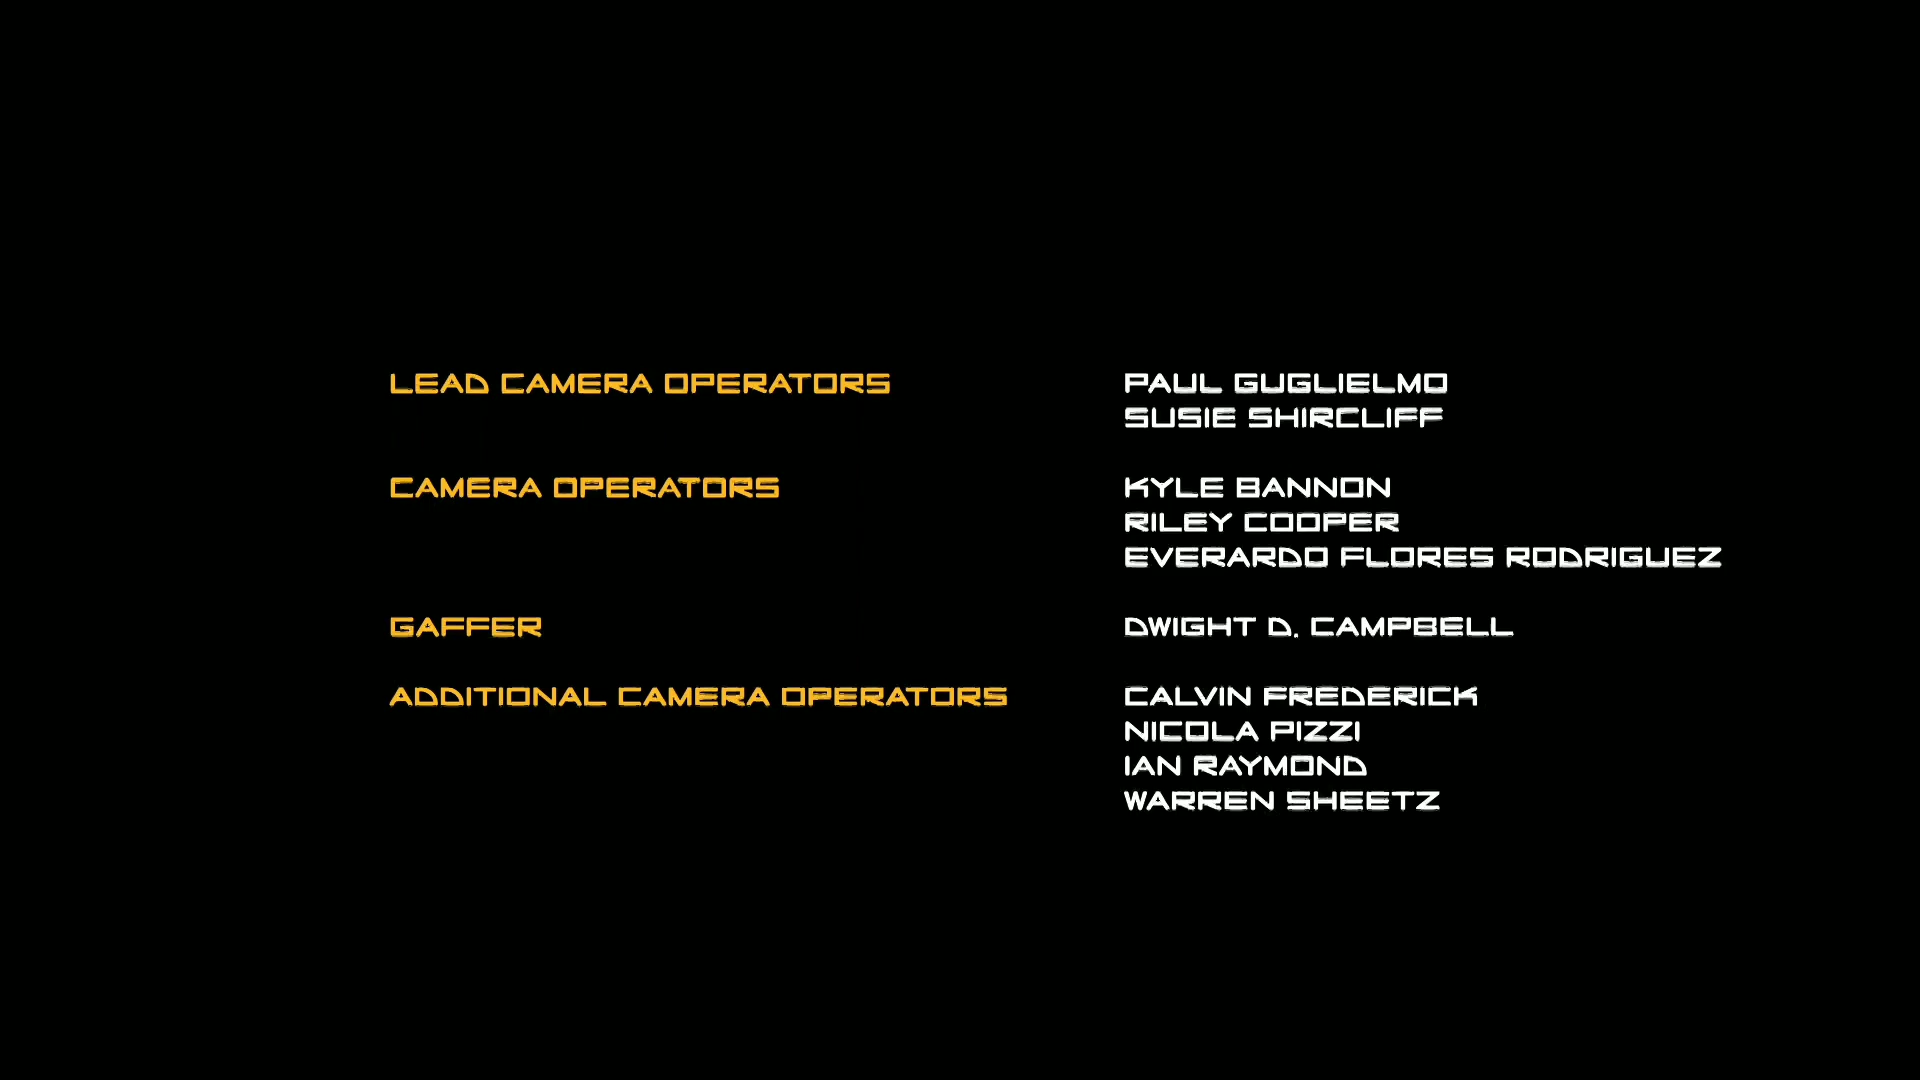 LEAD CAMERA OPERATORS PAUL GUGLIELMO
SUSIE SHIRCLIFF
CAMERA OPERATORS KYLE BANNON
RILEY COOPER
EVERARDO FLORES RODRIGUEZ
GAFFER DWIGHT D. CAMPBELL
ADDITIONAL CAMERA OPERATORS CALVIN FREDERICK
NICOLA PIZZI
IAN RAYMOND
WARREN SHEETZ